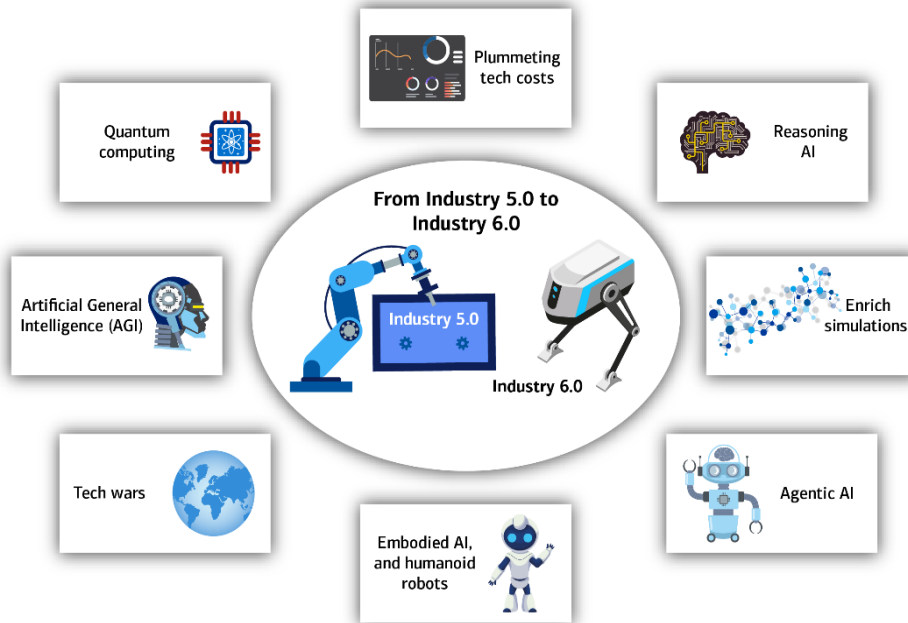 Plummeting
tech costs
Quantum
computing
Reasoning
AI
From Industry 5.0 to
Industry 6.0
Industry 5.0
Industry 6.0
Artificial General
Intelligence (AGI)
Enrich
simulations
Tech wars
Agentic AI
Embodied AI,
and humanoid
robots